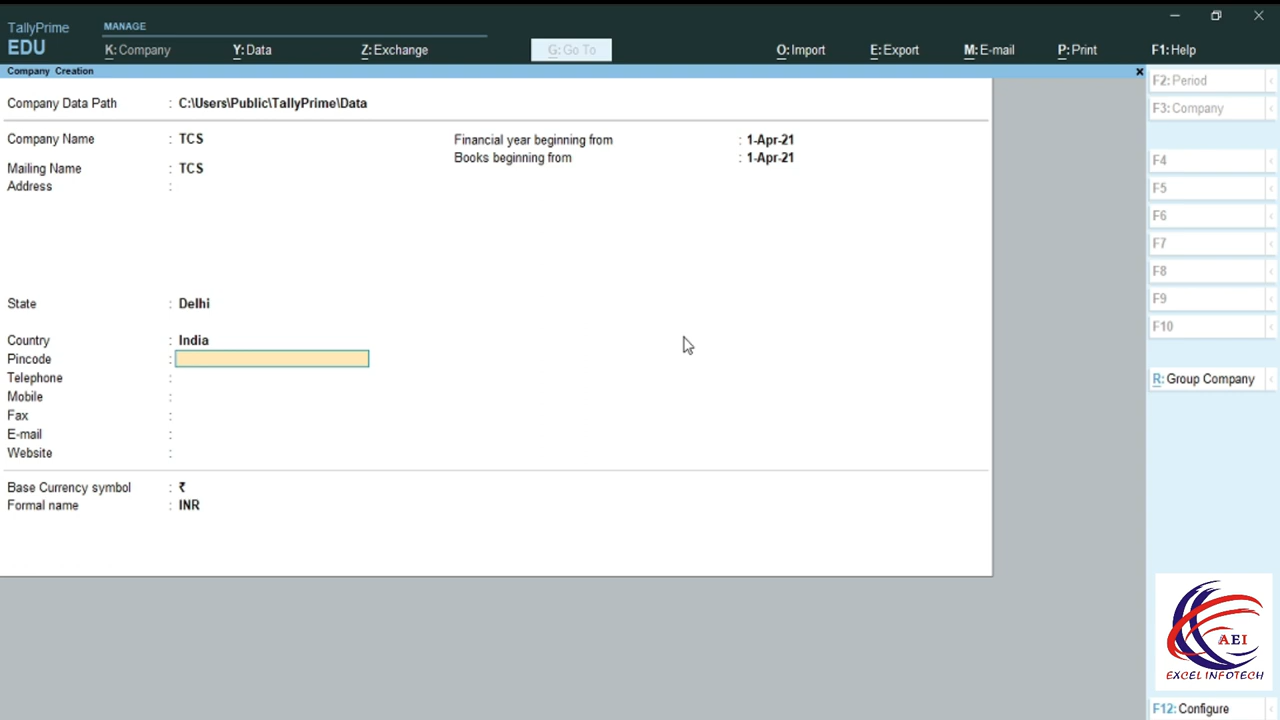 TallyPrime
EDU
MANAGE
K: Company Y: Data Z: Exchange G: Go To O: Import E: Export M: E-mail P: Print F1: Help
Company Creation
Company Data Path : C:\Users\Public\TallyPrime\Data
Company Name : TCS
Financial year beginning from : 1-Apr-21
Books beginning from : 1-Apr-21
Mailing Name : TCS
Address :
State : Delhi
Country : India
Pincode :
Telephone :
Mobile :
Fax :
E-mail :
Website :
Base Currency symbol : ₹
Formal name : INR
F2: Period
F3: Company
F4
F5
F6
F7
F8
F9
F10
R: Group Company
AEI
EXCEL INFOTECH
F12: Configure